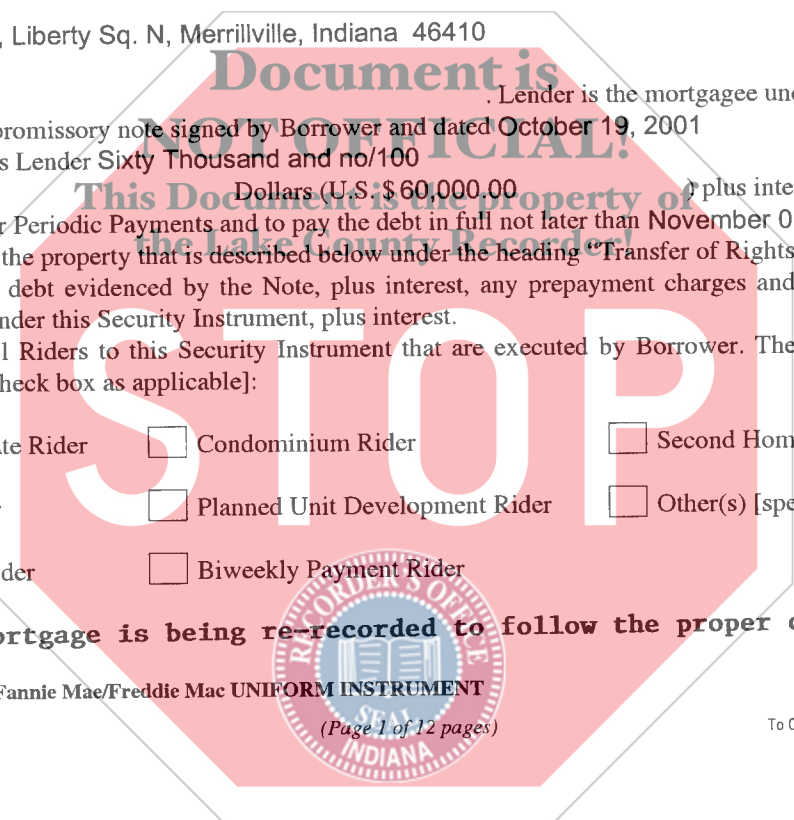 , Liberty Sq. N, Merrillville, Indiana 46410
Document is
. Lender is the mortgagee und
promissory note signed by Borrower and dated October 19, 2001
NOT OFFICIAL!
s Lender Sixty Thousand and no/100
Dollars (U.S. $ 60,000.00 ) plus inte
This Document is the property of
r Periodic Payments and to pay the debt in full not later than November 0
the Lake County Recorder!
the property that is described below under the heading “Transfer of Rights
debt evidenced by the Note, plus interest, any prepayment charges and
nder this Security Instrument, plus interest.
l Riders to this Security Instrument that are executed by Borrower. The
heck box as applicable]:
STOP
te Rider Condominium Rider Second Hom
Planned Unit Development Rider Other(s) [spe
der Biweekly Payment Rider
ortgage is being re-recorded to follow the proper
Fannie Mae/Freddie Mac UNIFORM INSTRUMENT
(Page 1 of 12 pages)
To
RECORDER'S OFFICE
SEAL
INDIANA